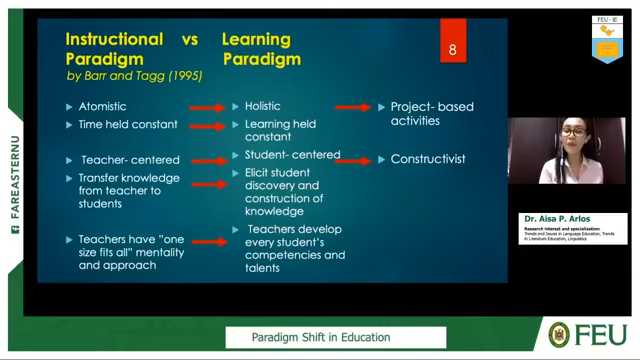 Instructional vs Learning
Paradigm Paradigm
by Barr and Tagg (1995)
8
Atomistic
Holistic
Project- based
activities
Time held constant
Learning held
constant
Teacher- centered
Student- centered
Constructivist
Transfer knowledge
from teacher to
students
Elicit student
discovery and
construction of
knowledge
Teachers have "one
size fits all" mentality
and approach
Teachers develop
every student's
competencies and
talents
FEU - IE
FAREASTERNU
Dr. Aisa P. Arlos
Research interest and specialization:
Trends and Issues in Language Education, Trends
in Literature Education, Linguistics
Paradigm Shift in Education
FEU